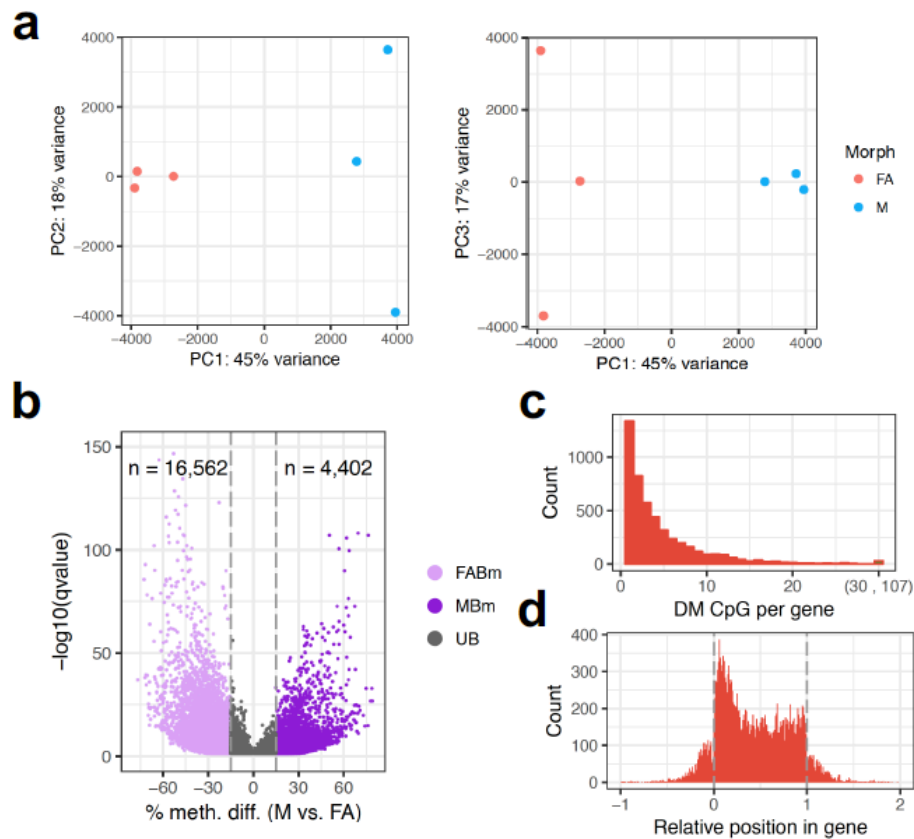 a
4000
2000
0
−2000
−4000
PC2: 18% variance
−4000 −2000 0 2000 4000
PC1: 45% variance
4000
2000
0
−2000
−4000
PC3: 17% variance
−4000 −2000 0 2000 4000
PC1: 45% variance
Morph
FA
M
b
150
100
50
0
−log10(qvalue)
n = 16,562
n = 4,402
−60 −30 0 30 60
% meth. diff. (M vs. FA)
FABm
MBm
UB
c
1000
500
0
Count
0 10 20 (30 , 107)
DM CpG per gene
d
400
300
200
100
0
Count
−1 0 1 2
Relative position in gene